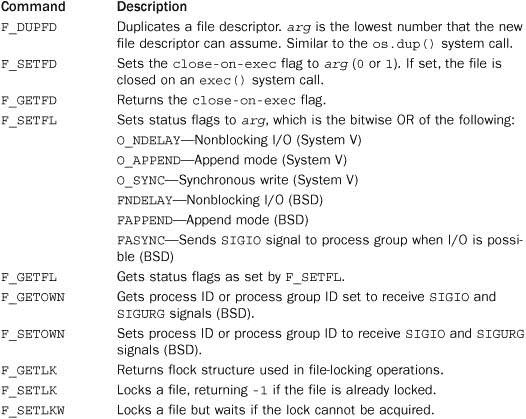 Command Description
F_DUPFD Duplicates a file descriptor. arg is the lowest number that the new
file descriptor can assume. Similar to the os.dup() system call.
F_SETFD Sets the close-on-exec flag to arg (0 or 1). If set, the file is
closed on an exec() system call.
F_GETFD Returns the close-on-exec flag.
F_SETFL Sets status flags to arg, which is the bitwise OR of the following:
O_NDELAY—Nonblocking I/O (System V)
O_APPEND—Append mode (System V)
O_SYNC—Synchronous write (System V)
FNDELAY—Nonblocking I/O (BSD)
FAPPEND—Append mode (BSD)
FASYNC—Sends SIGIO signal to process group when I/O is possi-
ble (BSD)
F_GETFL Gets status flags as set by F_SETFL.
F_GETOWN Gets process ID or process group ID set to receive SIGIO and
SIGURG signals (BSD).
F_SETOWN Sets process ID or process group ID to receive SIGIO and SIGURG
signals (BSD).
F_GETLK Returns flock structure used in file-locking operations.
F_SETLK Locks a file, returning -1 if the file is already locked.
F_SETLKW Locks a file but waits if the lock cannot be acquired.